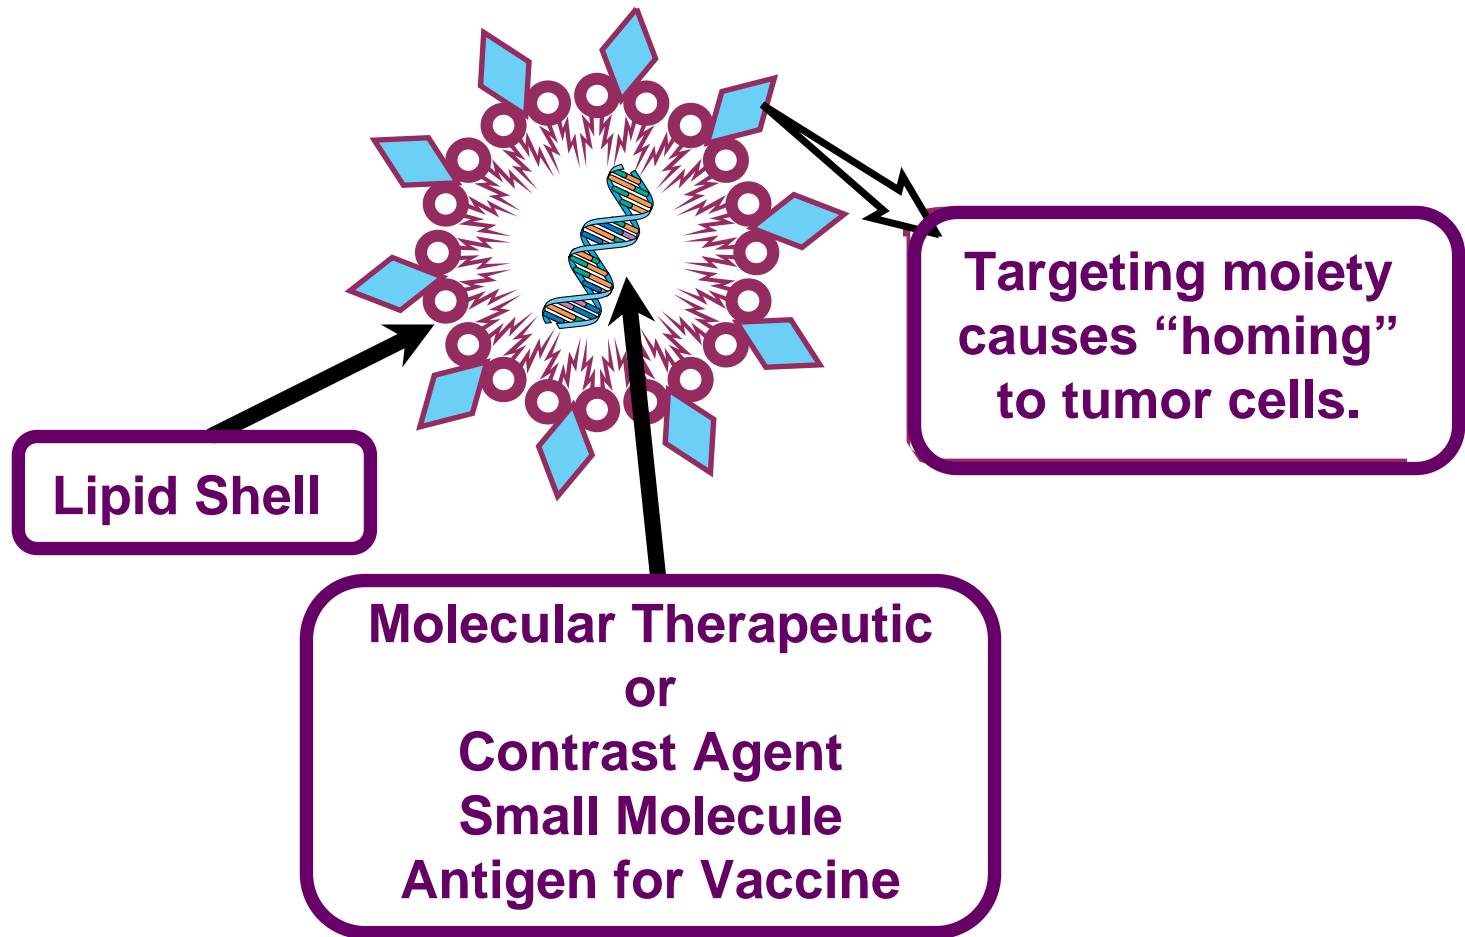 Targeting moiety
causes “homing”
to tumor cells.
Lipid Shell
Molecular Therapeutic
or
Contrast Agent
Small Molecule
Antigen for Vaccine